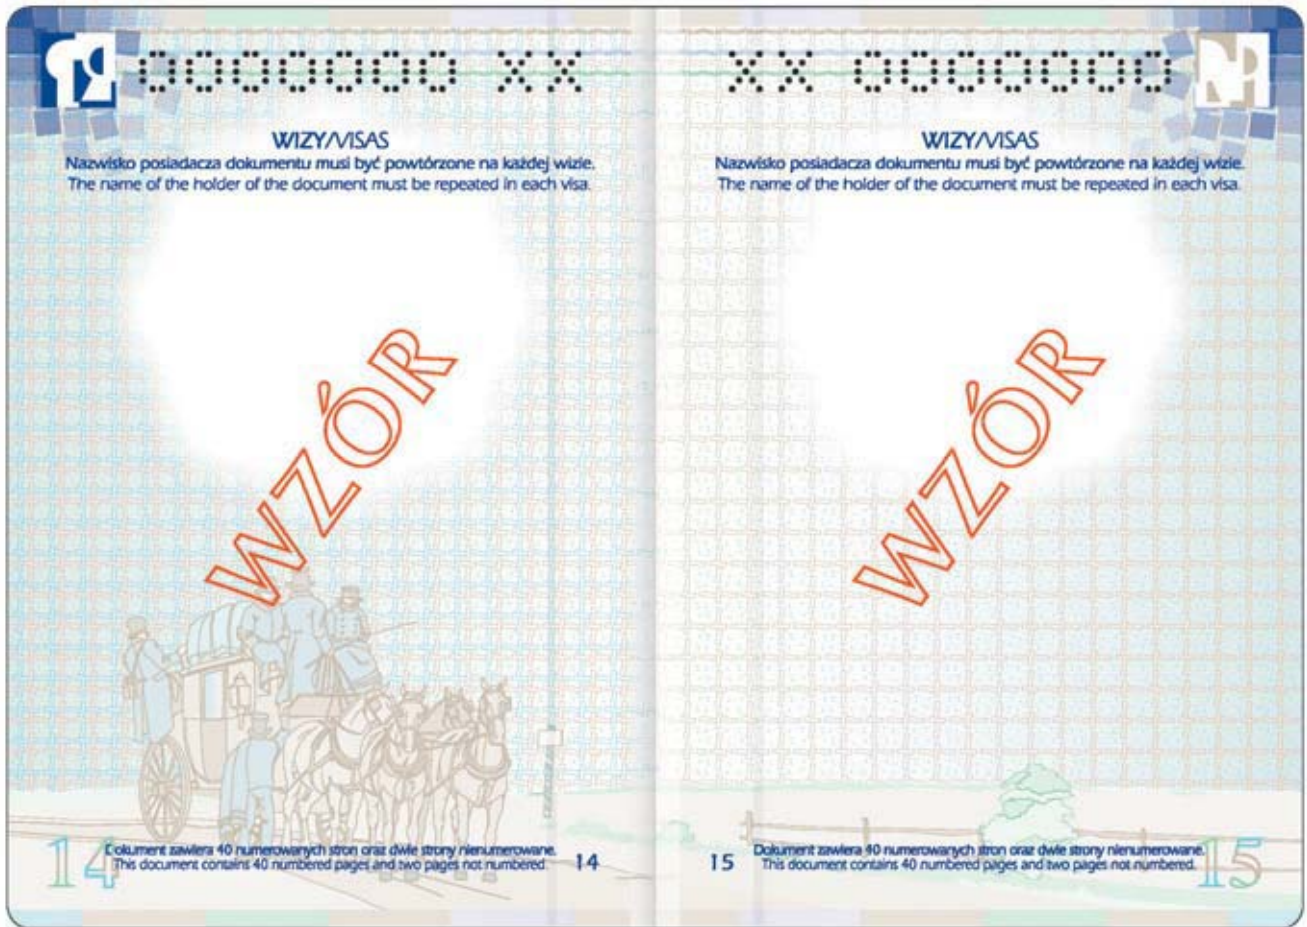 0000000 XX
WIZY/VISAS
Nazwisko posiadacza dokumentu musi być powtórzone na każdej wizie.
The name of the holder of the document must be repeated in each visa.
WZÓR
14
Dokument zawiera 40 numerowanych stron oraz dwie strony nienumerowane.
This document contains 40 numbered pages and two pages not numbered.
14
XX 0000000
WIZY/VISAS
Nazwisko posiadacza dokumentu musi być powtórzone na każdej wizie.
The name of the holder of the document must be repeated in each visa.
WZÓR
15
Dokument zawiera 40 numerowanych stron oraz dwie strony nienumerowane.
This document contains 40 numbered pages and two pages not numbered.
15